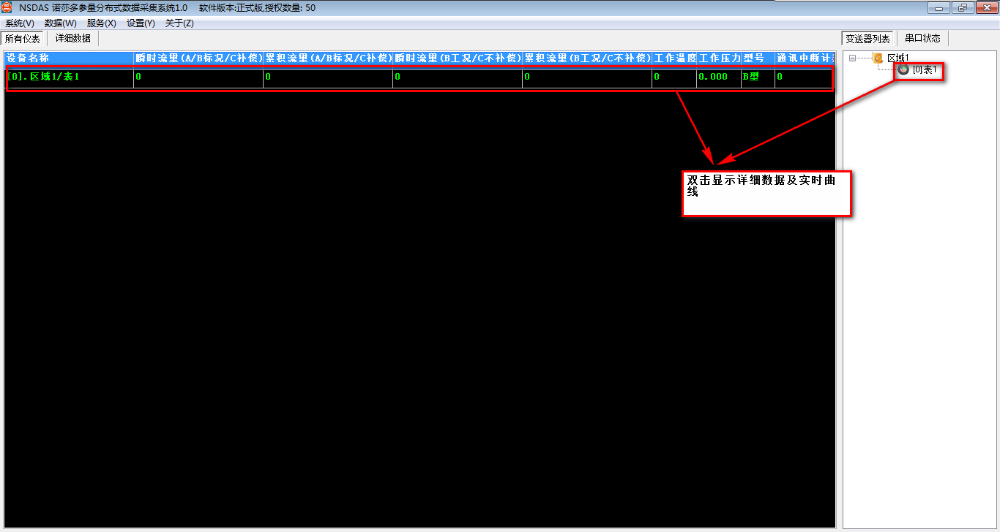 NSDAS 诺莎多参量分布式数据采集系统1.0 软件版本:正式版,授权数量: 50
系统(V) 数据(W) 服务(X) 设置(Y) 关于(Z)
所有仪表 详细数据
变送器列表 串口状态
设备名称 瞬时流量(A/B标况/C补偿) 累积流量(A/B标况/C补偿) 瞬时流量(B工况/C不补偿) 累积流量(B工况/C不补偿) 工作温度 工作压力 型号 通讯中断计
[0].区域1/表1 0 0 0 0 0 0.000 B型 0
区域1
[0].表1
双击显示详细数据及实时曲
线